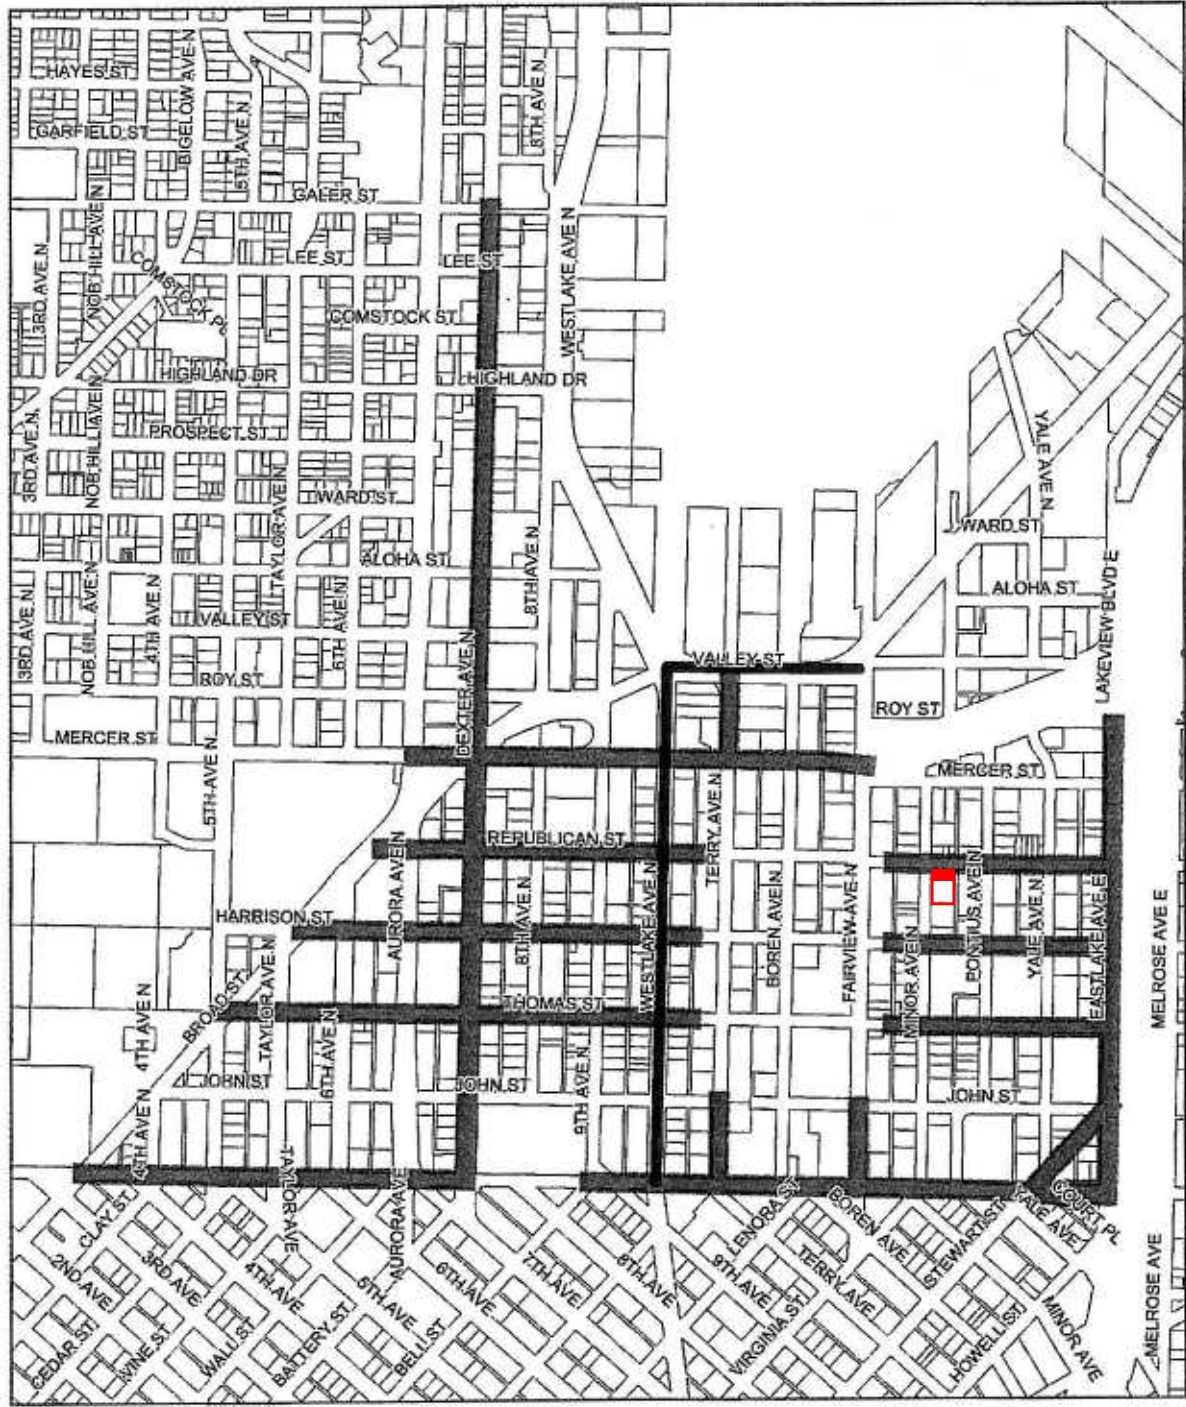 HAYES ST
BIGELOW AVE N
8TH AVE N
GARFIELD ST
5TH AVE N
GALER ST
NOB HILL AVE N
WESTLAKE AVE N
3RD AVE N
COMSTOCK PL
LEE ST
LEE ST
COMSTOCK ST
HIGHLAND DR
HIGHLAND DR
3RD AVE N
NOB HILL AVE N
PROSPECT ST
YALE AVE N
TAYLOR AVE N
WARD ST
WARD ST
8TH AVE N
ALOHA ST
LAKEVIEW BLVD E
ALOHA ST
3RD AVE N
NOB HILL AVE N
4TH AVE N
VALLEY ST
6TH AVE N
DEXTER AVE N
VALLEY ST
ROY ST
ROY ST
MERCER ST
5TH AVE N
MERCER ST
TERRY AVE N
AURORA AVE N
REPUBLICAN ST
8TH AVE N
WESTLAKE AVE N
BOREN AVE N
FAIRVIEW AVE N
MINOR AVE N
PONTIUS AVE N
YALE AVE N
EASTLAKE AVE E
MELROSE AVE E
HARRISON ST
TAYLOR AVE N
BROAD ST
4TH AVE N
THOMAS ST
6TH AVE N
JOHN ST
JOHN ST
9TH AVE N
JOHN ST
4TH AVE N
TAYLOR AVE
AURORA AVE
CLAY ST
2ND AVE
3RD AVE
4TH AVE
5TH AVE
6TH AVE
7TH AVE
8TH AVE
9TH AVE
LENORA ST
TERRY AVE
BOREN AVE
STEWART ST
YALE AVE
COURT PL
CEDAR ST
VINE ST
WALL ST
BATTERY ST
BELL ST
VIRGINIA ST
HOWELL ST
MINOR AVE
MELROSE AVE